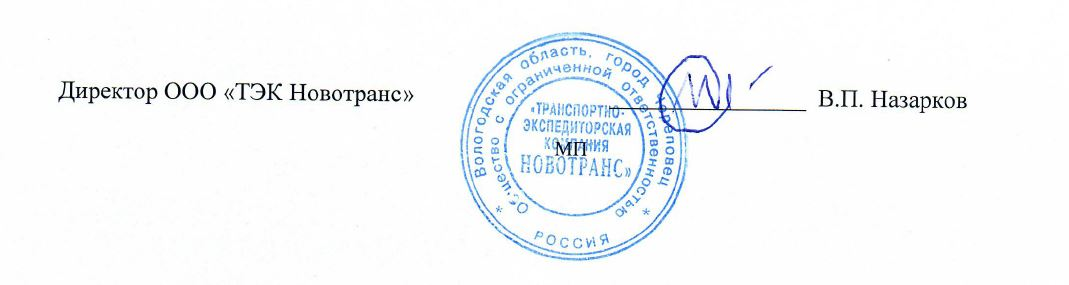 Директор ООО «ТЭК Новотранс» В.П. Назарков
Вологодская область, город Череповец
Общество с ограниченной ответственностью
«ТРАНСПОРТНО-
ЭКСПЕДИТОРСКАЯ
КОМПАНИЯ
МП
НОВОТРАНС»
* РОССИЯ *